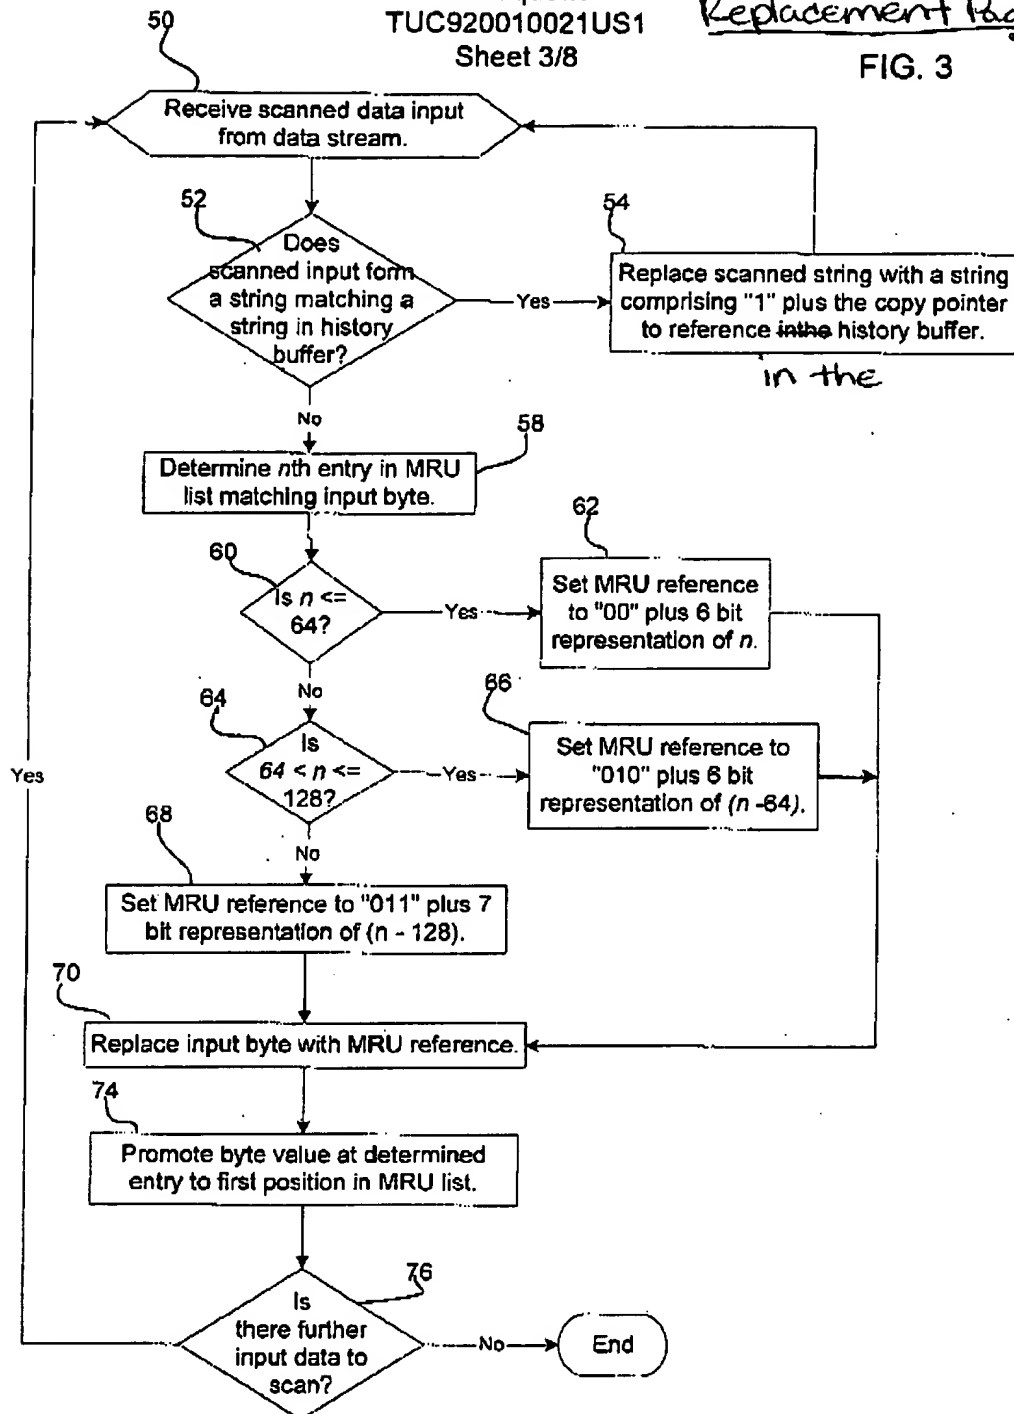 50
TUC920010021US1
Sheet 3/8
Replacement
FIG. 3
Receive scanned data input
from data stream.
52
Does
scanned input form
a string matching a
string in history
buffer?
Yes
54
Replace scanned string with a string
comprising "1" plus the copy pointer
to reference inthe history buffer.
in the
No
58
Determine nth entry in MRU
list matching input byte.
60
Is n <=
64?
Yes
62
Set MRU reference
to "00" plus 6 bit
representation of n.
No
64
Is
64 < n <=
128?
Yes
66
Set MRU reference to
"010" plus 6 bit
representation of (n -64).
Yes
No
68
Set MRU reference to "011" plus 7
bit representation of (n - 128).
70
Replace input byte with MRU reference.
74
Promote byte value at determined
entry to first position in MRU list.
76
Is
there further
input data to
scan?
No
End